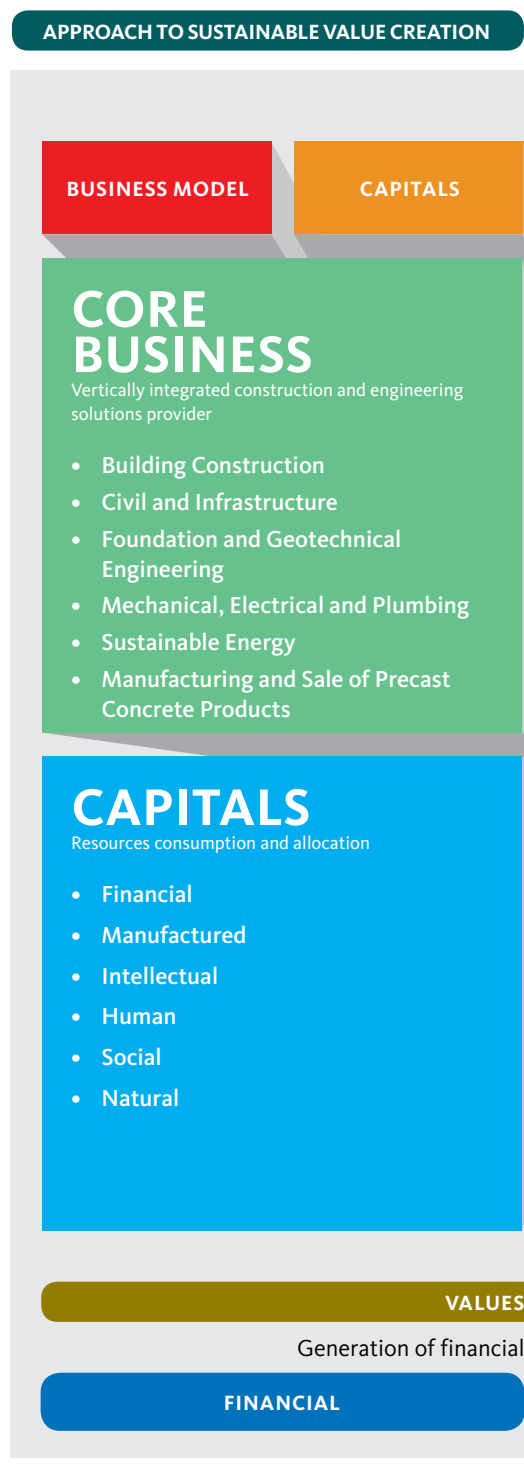 APPROACH TO SUSTAINABLE VALUE CREATION
BUSINESS MODEL
CAPITALS
CORE
BUSINESS
Vertically integrated construction and engineering
solutions provider
• Building Construction
• Civil and Infrastructure
• Foundation and Geotechnical
Engineering
• Mechanical, Electrical and Plumbing
• Sustainable Energy
• Manufacturing and Sale of Precast
Concrete Products
CAPITALS
Resources consumption and allocation
• Financial
• Manufactured
• Intellectual
• Human
• Social
• Natural
VALUES
Generation of financial
FINANCIAL